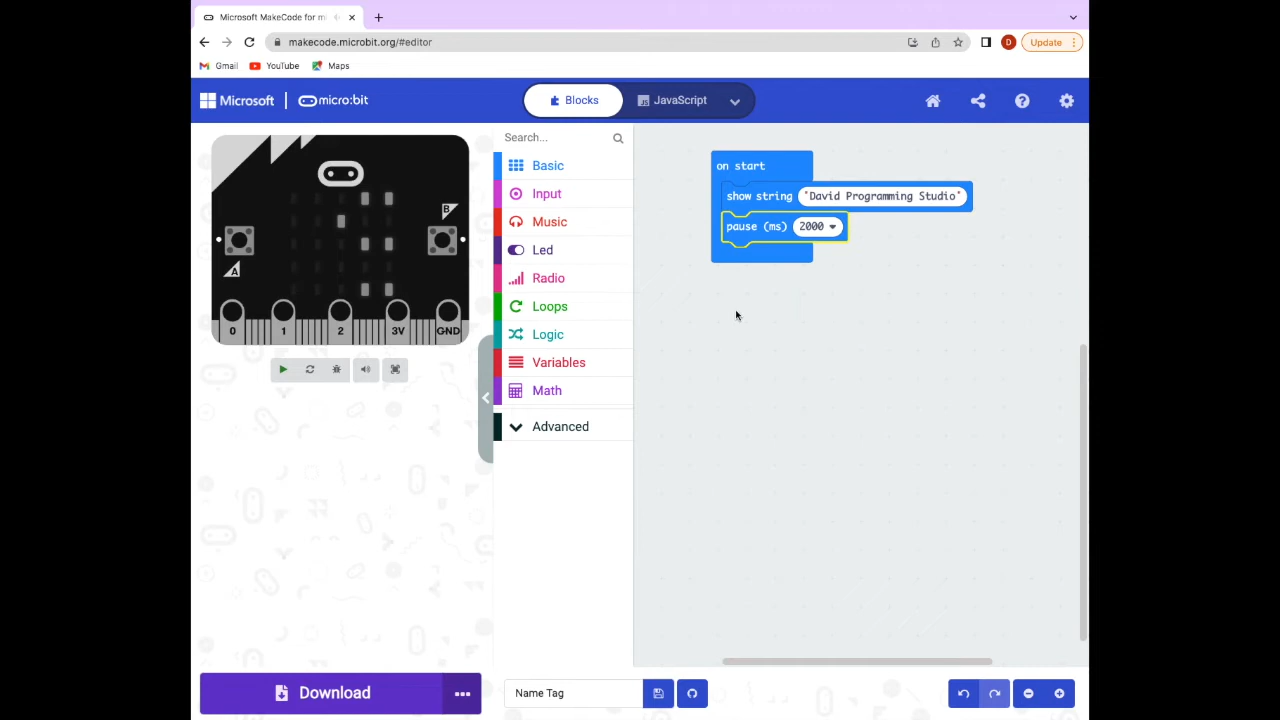 Microsoft MakeCode for mi
makecode.microbit.org/#editor
D
Update
Gmail
YouTube
Maps
Microsoft
micro:bit
Blocks
JavaScript
B
A
0
1
2
3V
GND
Search...
Basic
Input
Music
Led
Radio
Loops
Logic
Variables
Math
Advanced
on start
show string "David Programming Studio"
pause (ms) 2000
Download
Name Tag